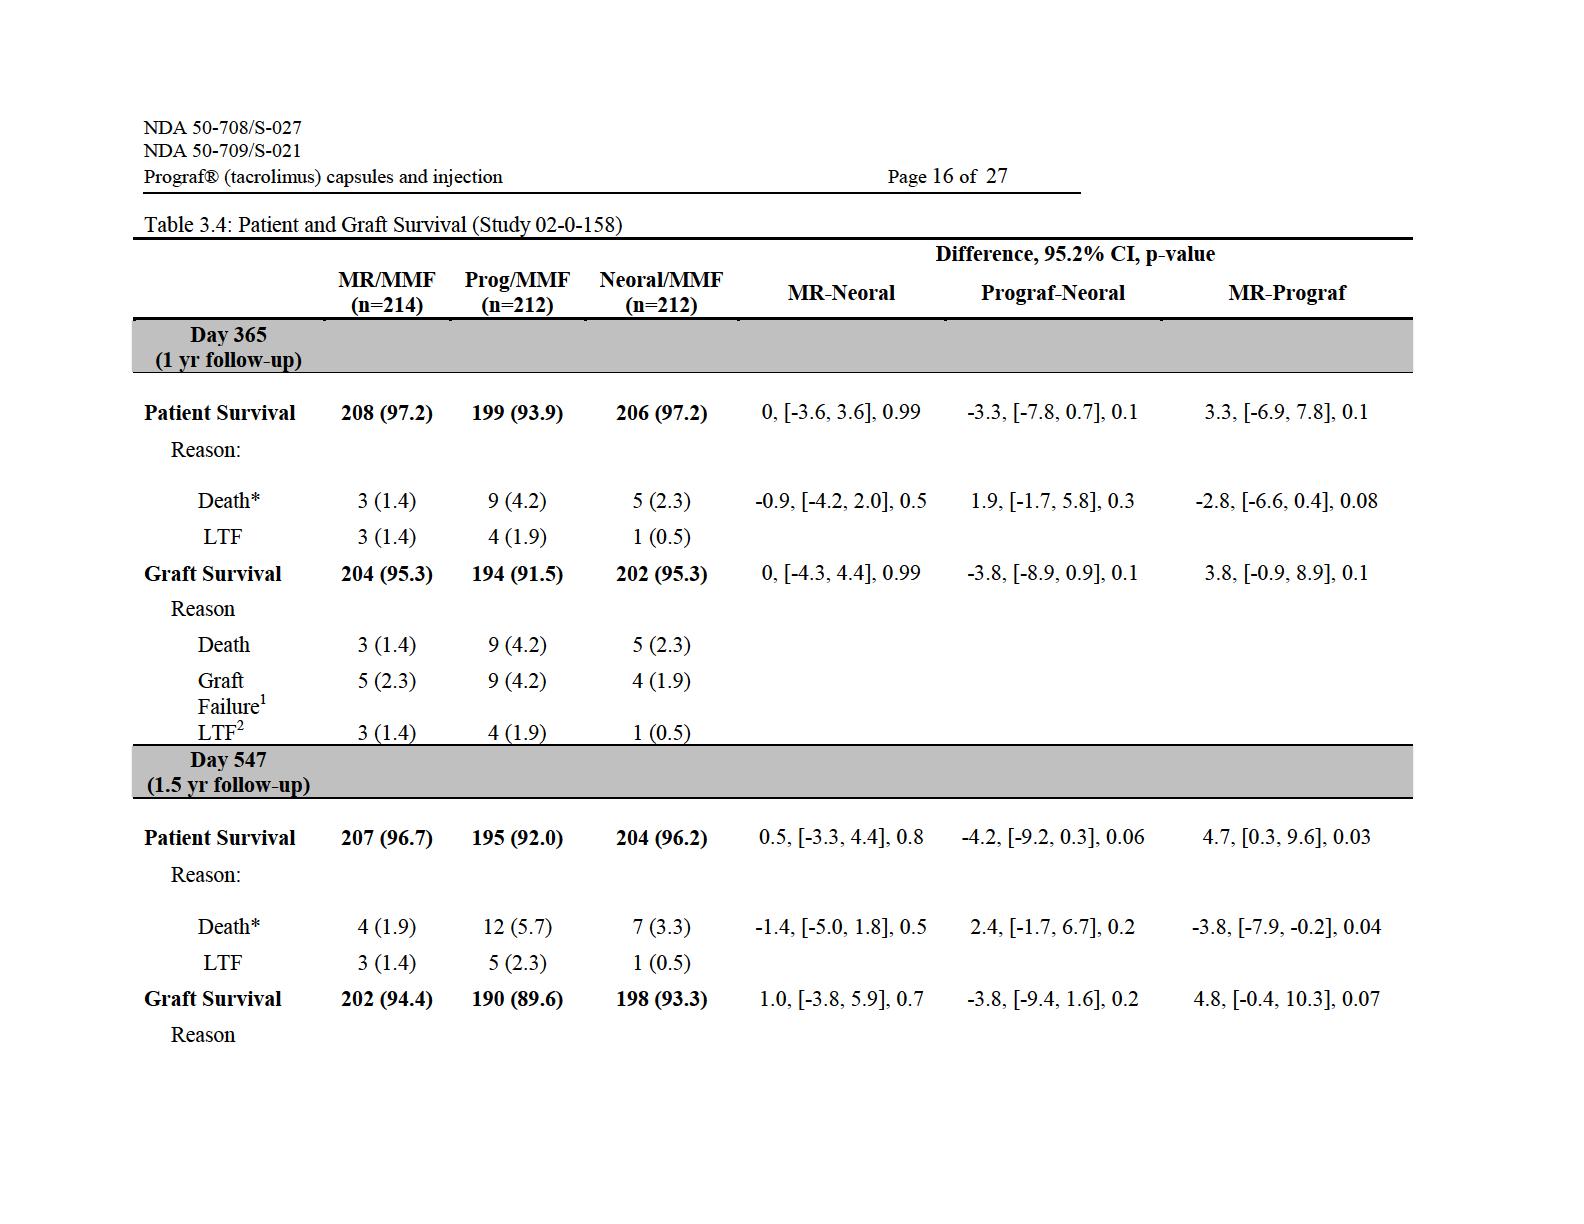 NDA 50-708/S-027
NDA 50-709/S-021
Prograf® (tacrolimus) capsules and injection Page 16 of 27
Table 3.4: Patient and Graft Survival (Study 02-0-158)
Difference, 95.2% CI, p-value
MR/MMF Prog/MMF Neoral/MMF
(n=214) (n=212) (n=212)
MR-Neoral Prograf-Neoral MR-Prograf
Day 365
(1 yr follow-up)
Patient Survival 208 (97.2) 199 (93.9) 206 (97.2) 0, [-3.6, 3.6], 0.99 -3.3, [-7.8, 0.7], 0.1 3.3, [-6.9, 7.8], 0.1
Reason:
Death* 3 (1.4) 9 (4.2) 5 (2.3) -0.9, [-4.2, 2.0], 0.5 1.9, [-1.7, 5.8], 0.3 -2.8, [-6.6, 0.4], 0.08
LTF 3 (1.4) 4 (1.9) 1 (0.5)
Graft Survival 204 (95.3) 194 (91.5) 202 (95.3) 0, [-4.3, 4.4], 0.99 -3.8, [-8.9, 0.9], 0.1 3.8, [-0.9, 8.9], 0.1
Reason
Death 3 (1.4) 9 (4.2) 5 (2.3)
Graft 5 (2.3) 9 (4.2) 4 (1.9)
Failure¹
LTF² 3 (1.4) 4 (1.9) 1 (0.5)
Day 547
(1.5 yr follow-up)
Patient Survival 207 (96.7) 195 (92.0) 204 (96.2) 0.5, [-3.3, 4.4], 0.8 -4.2, [-9.2, 0.3], 0.06 4.7, [0.3, 9.6], 0.03
Reason:
Death* 4 (1.9) 12 (5.7) 7 (3.3) -1.4, [-5.0, 1.8], 0.5 2.4, [-1.7, 6.7], 0.2 -3.8, [-7.9, -0.2], 0.04
LTF 3 (1.4) 5 (2.3) 1 (0.5)
Graft Survival 202 (94.4) 190 (89.6) 198 (93.3) 1.0, [-3.8, 5.9], 0.7 -3.8, [-9.4, 1.6], 0.2 4.8, [-0.4, 10.3], 0.07
Reason